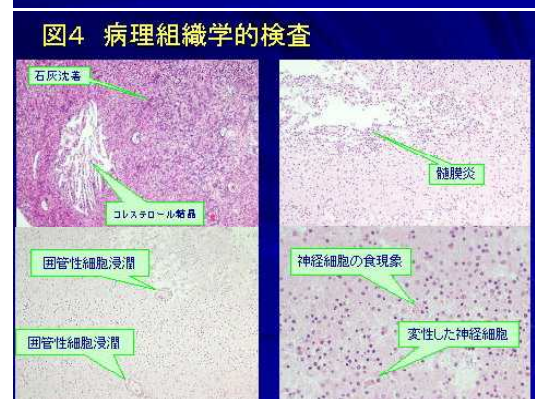 図4 病理組織学的検査
石灰沈着
コレステロール結晶
髄膜炎
囲管性細胞浸潤
囲管性細胞浸潤
神経細胞の食現象
変性した神経細胞